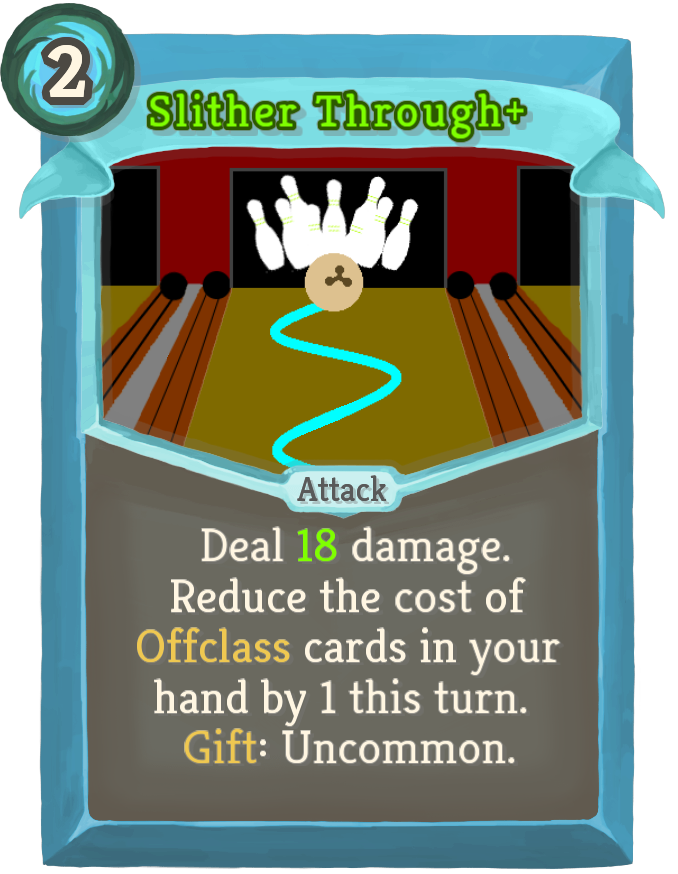 2
Slither Through+
Attack
Deal 18 damage.
Reduce the cost of
Offclass cards in your
hand by 1 this turn.
Gift: Uncommon.